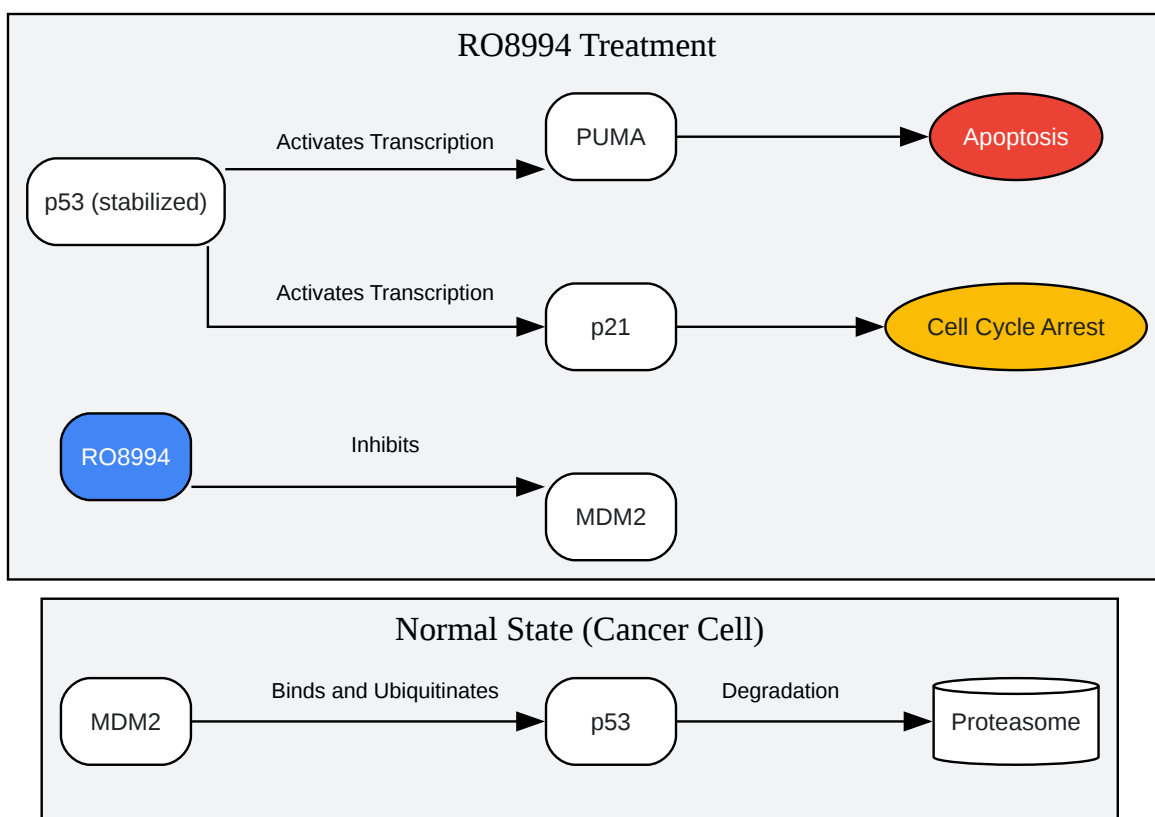 RO8994 Treatment
Activates Transcription
PUMA
Apoptosis
p53 (stabilized)
Activates Transcription
p21
Cell Cycle Arrest
RO8994
Inhibits
MDM2
Normal State (Cancer Cell)
MDM2
Binds and Ubiquitinates
p53
Degradation
Proteasome